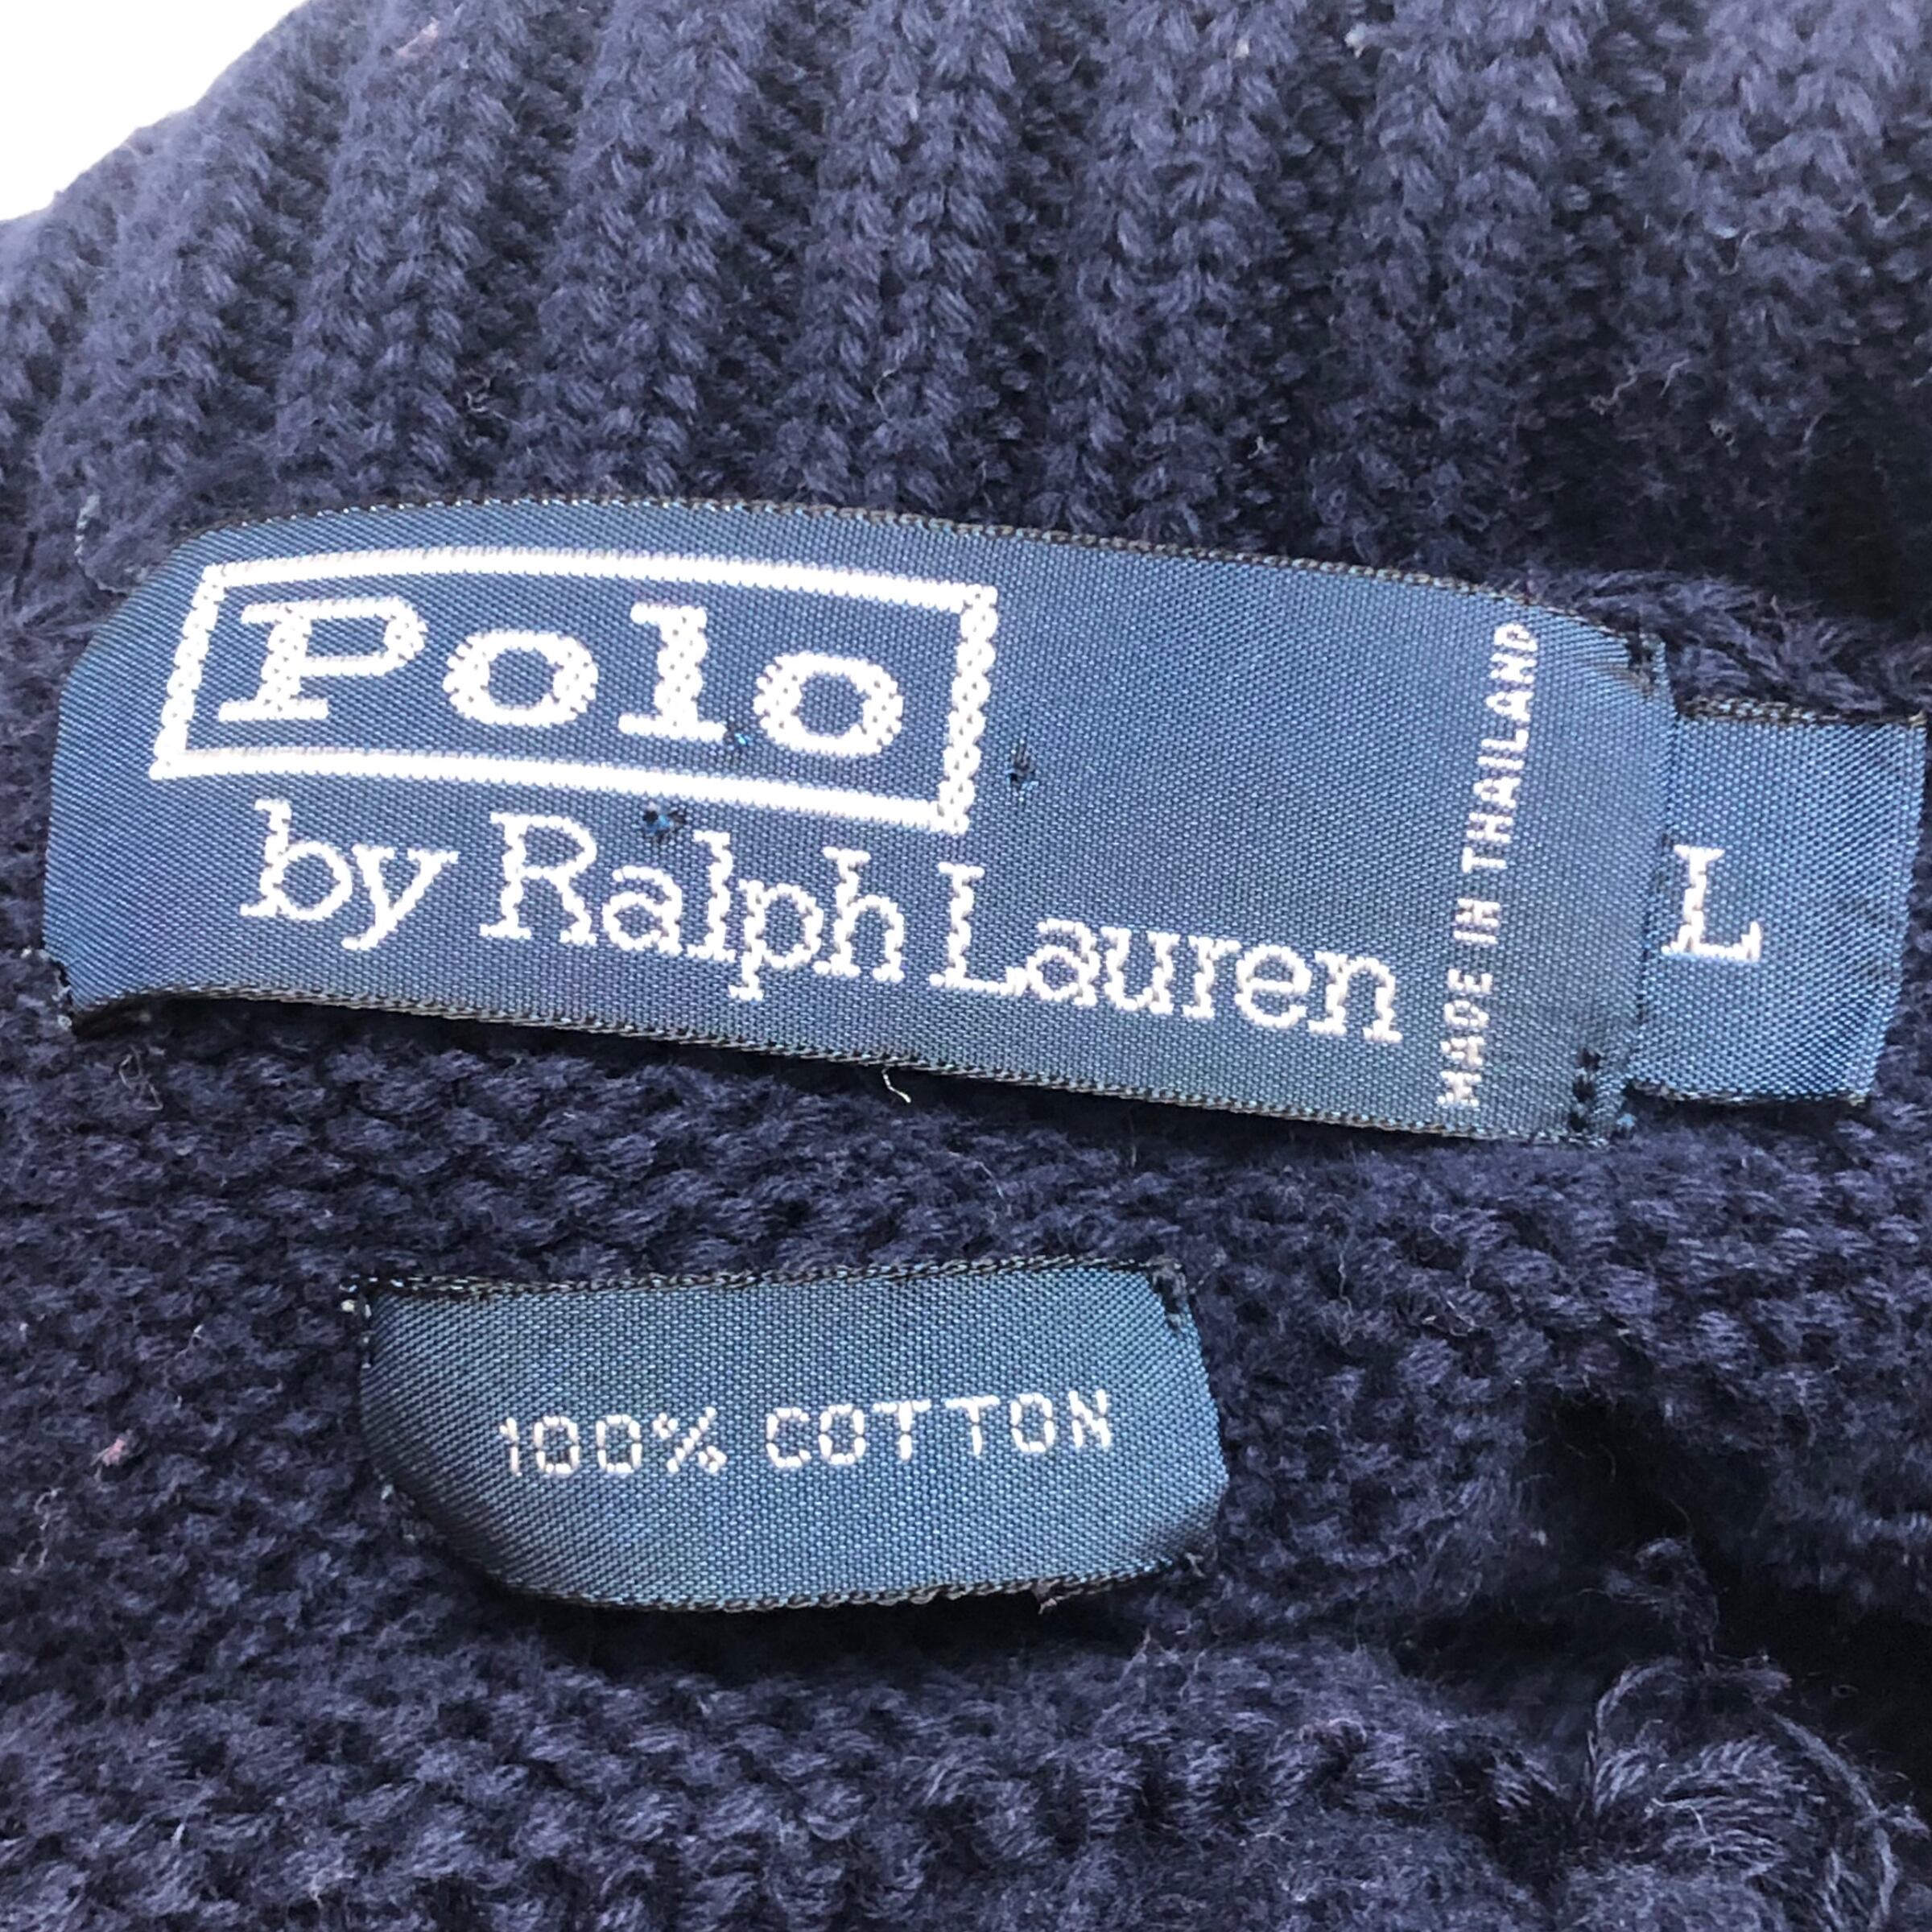 Polo
by Ralph Lauren
MADE IN THAILAND
L
100% COTTON